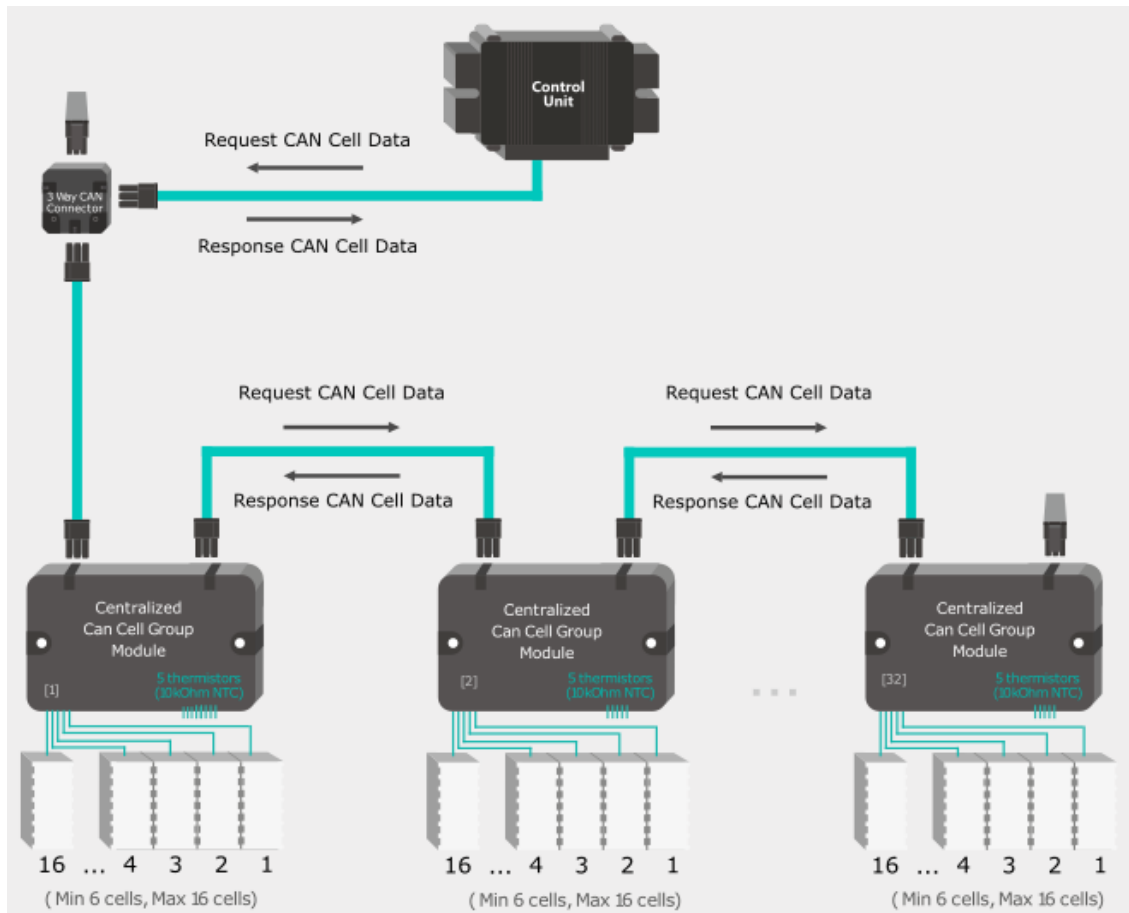 Control
Unit
Request CAN Cell Data
3 Way CAN
Connector
Response CAN Cell Data
Request CAN Cell Data
Request CAN Cell Data
Response CAN Cell Data
Response CAN Cell Data
Centralized
Can Cell Group
Module
[1]
5 thermistors
(10kOhm NTC)
Centralized
Can Cell Group
Module
[2]
5 thermistors
(10kOhm NTC)
...
Centralized
Can Cell Group
Module
[32]
5 thermistors
(10kOhm NTC)
16 ... 4 3 2 1
( Min 6 cells, Max 16 cells)
16 ... 4 3 2 1
( Min 6 cells, Max 16 cells)
16 ... 4 3 2 1
( Min 6 cells, Max 16 cells)